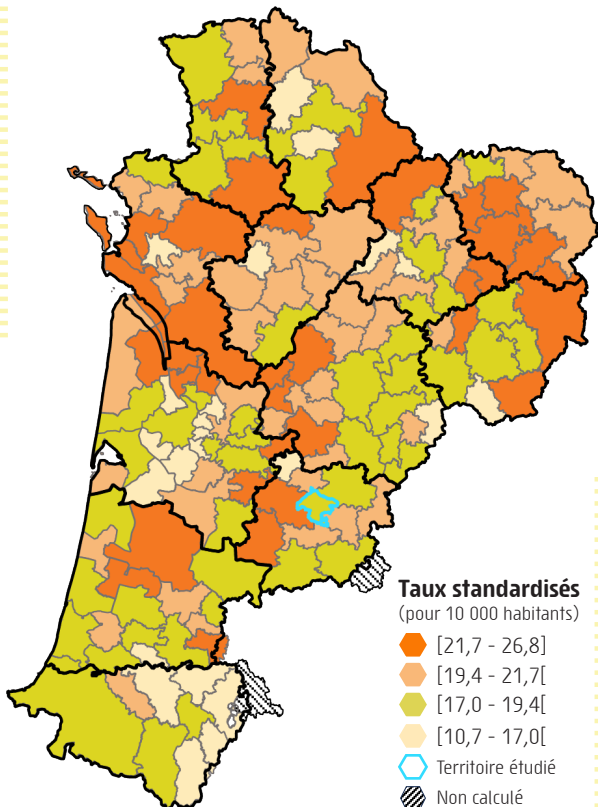 Taux standardisés
(pour 10 000 habitants)
[21,7 - 26,8]
[19,4 - 21,7[
[17,0 - 19,4[
[10,7 - 17,0[
Territoire étudié
Non calculé